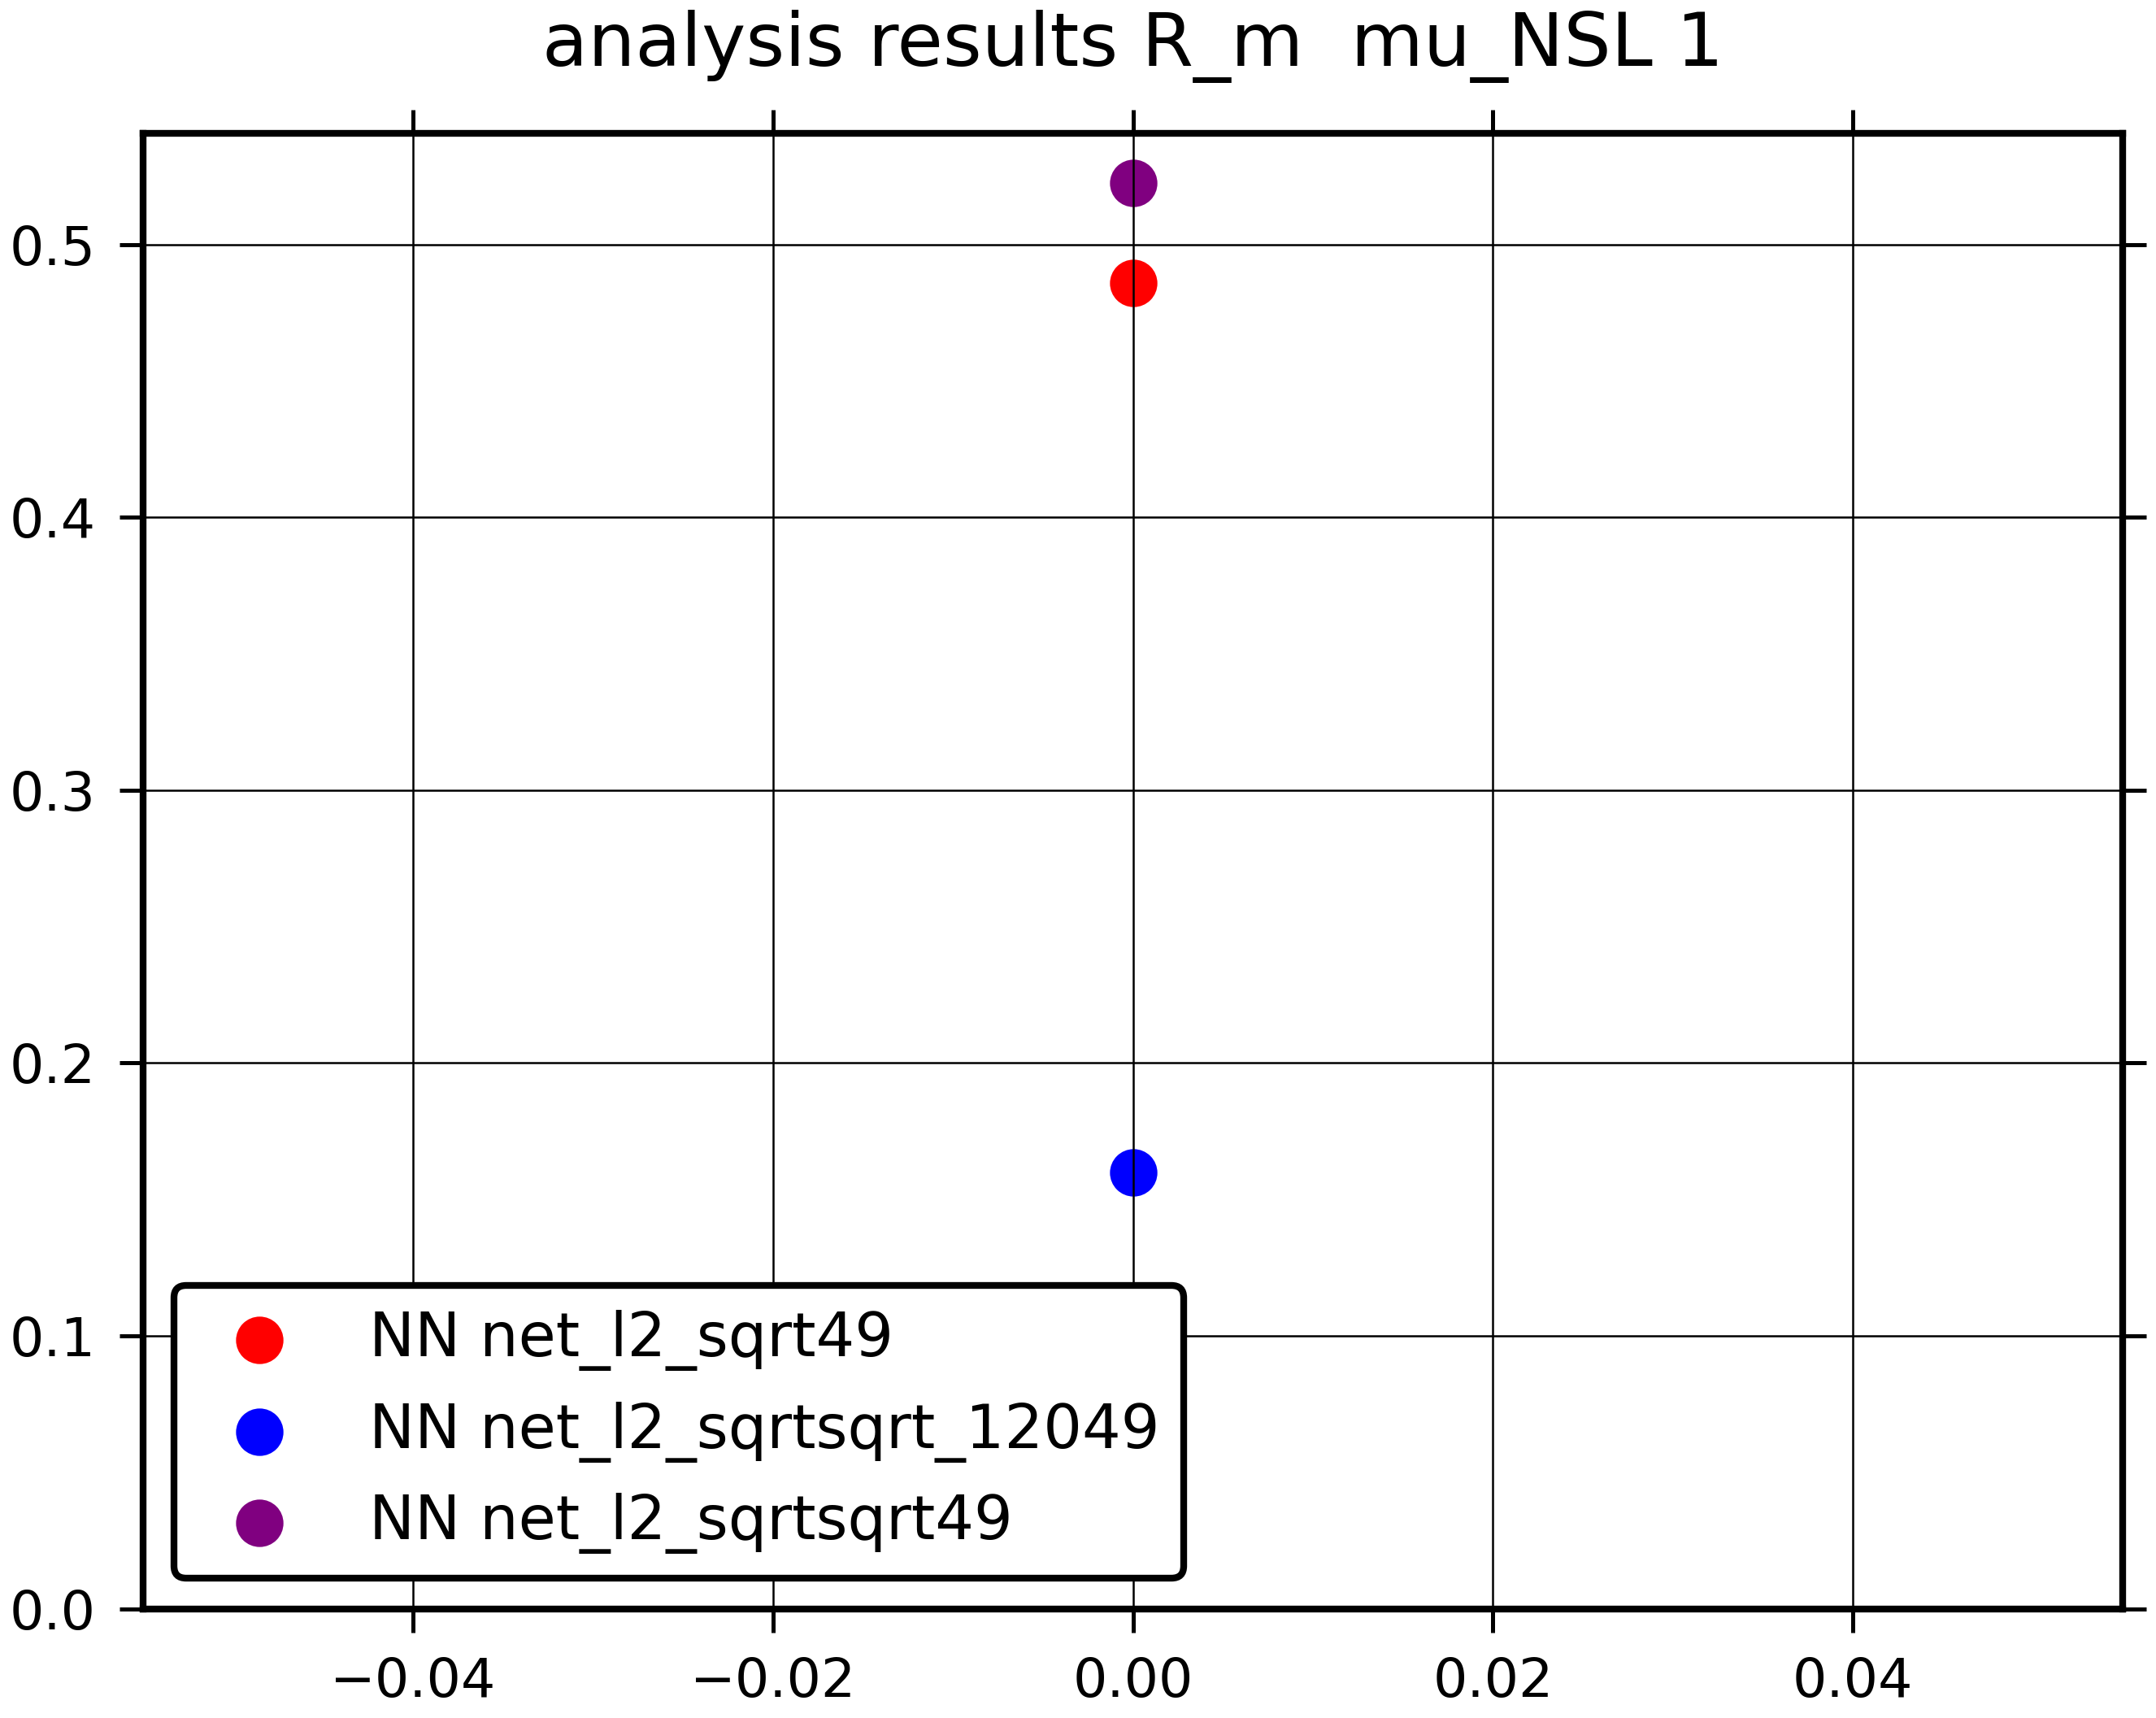 analysis results R_m  mu_NSL 1
0.5
0.4
0.3
0.2
0.1
0.0
NN net_l2_sqrt49
NN net_l2_sqrtsqrt_12049
NN net_l2_sqrtsqrt49
−0.04 −0.02 0.00 0.02 0.04